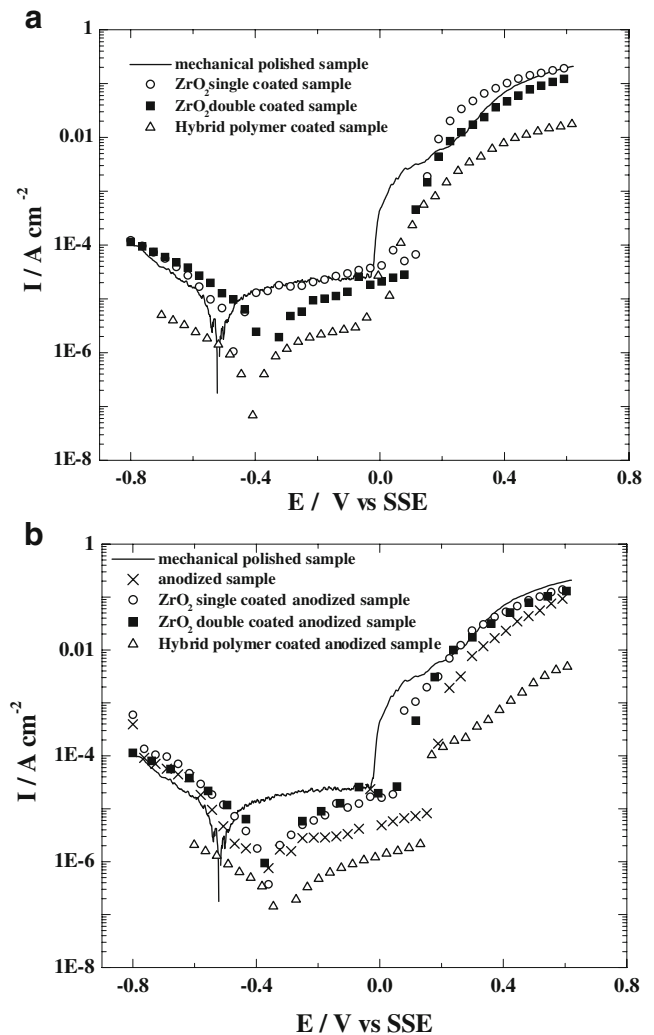 a
1
mechanical polished sample
ZrO2 single coated sample
ZrO2 double coated sample
Hybrid polymer coated sample
0.01
I / A cm-2
1E-4
1E-6
1E-8
-0.8 -0.4 0.0 0.4 0.8
E / V vs SSE
b
1
mechanical polished sample
anodized sample
ZrO2 single coated anodized sample
ZrO2 double coated anodized sample
Hybrid polymer coated anodized sample
0.01
I / A cm-2
1E-4
1E-6
1E-8
-0.8 -0.4 0.0 0.4 0.8
E / V vs SSE